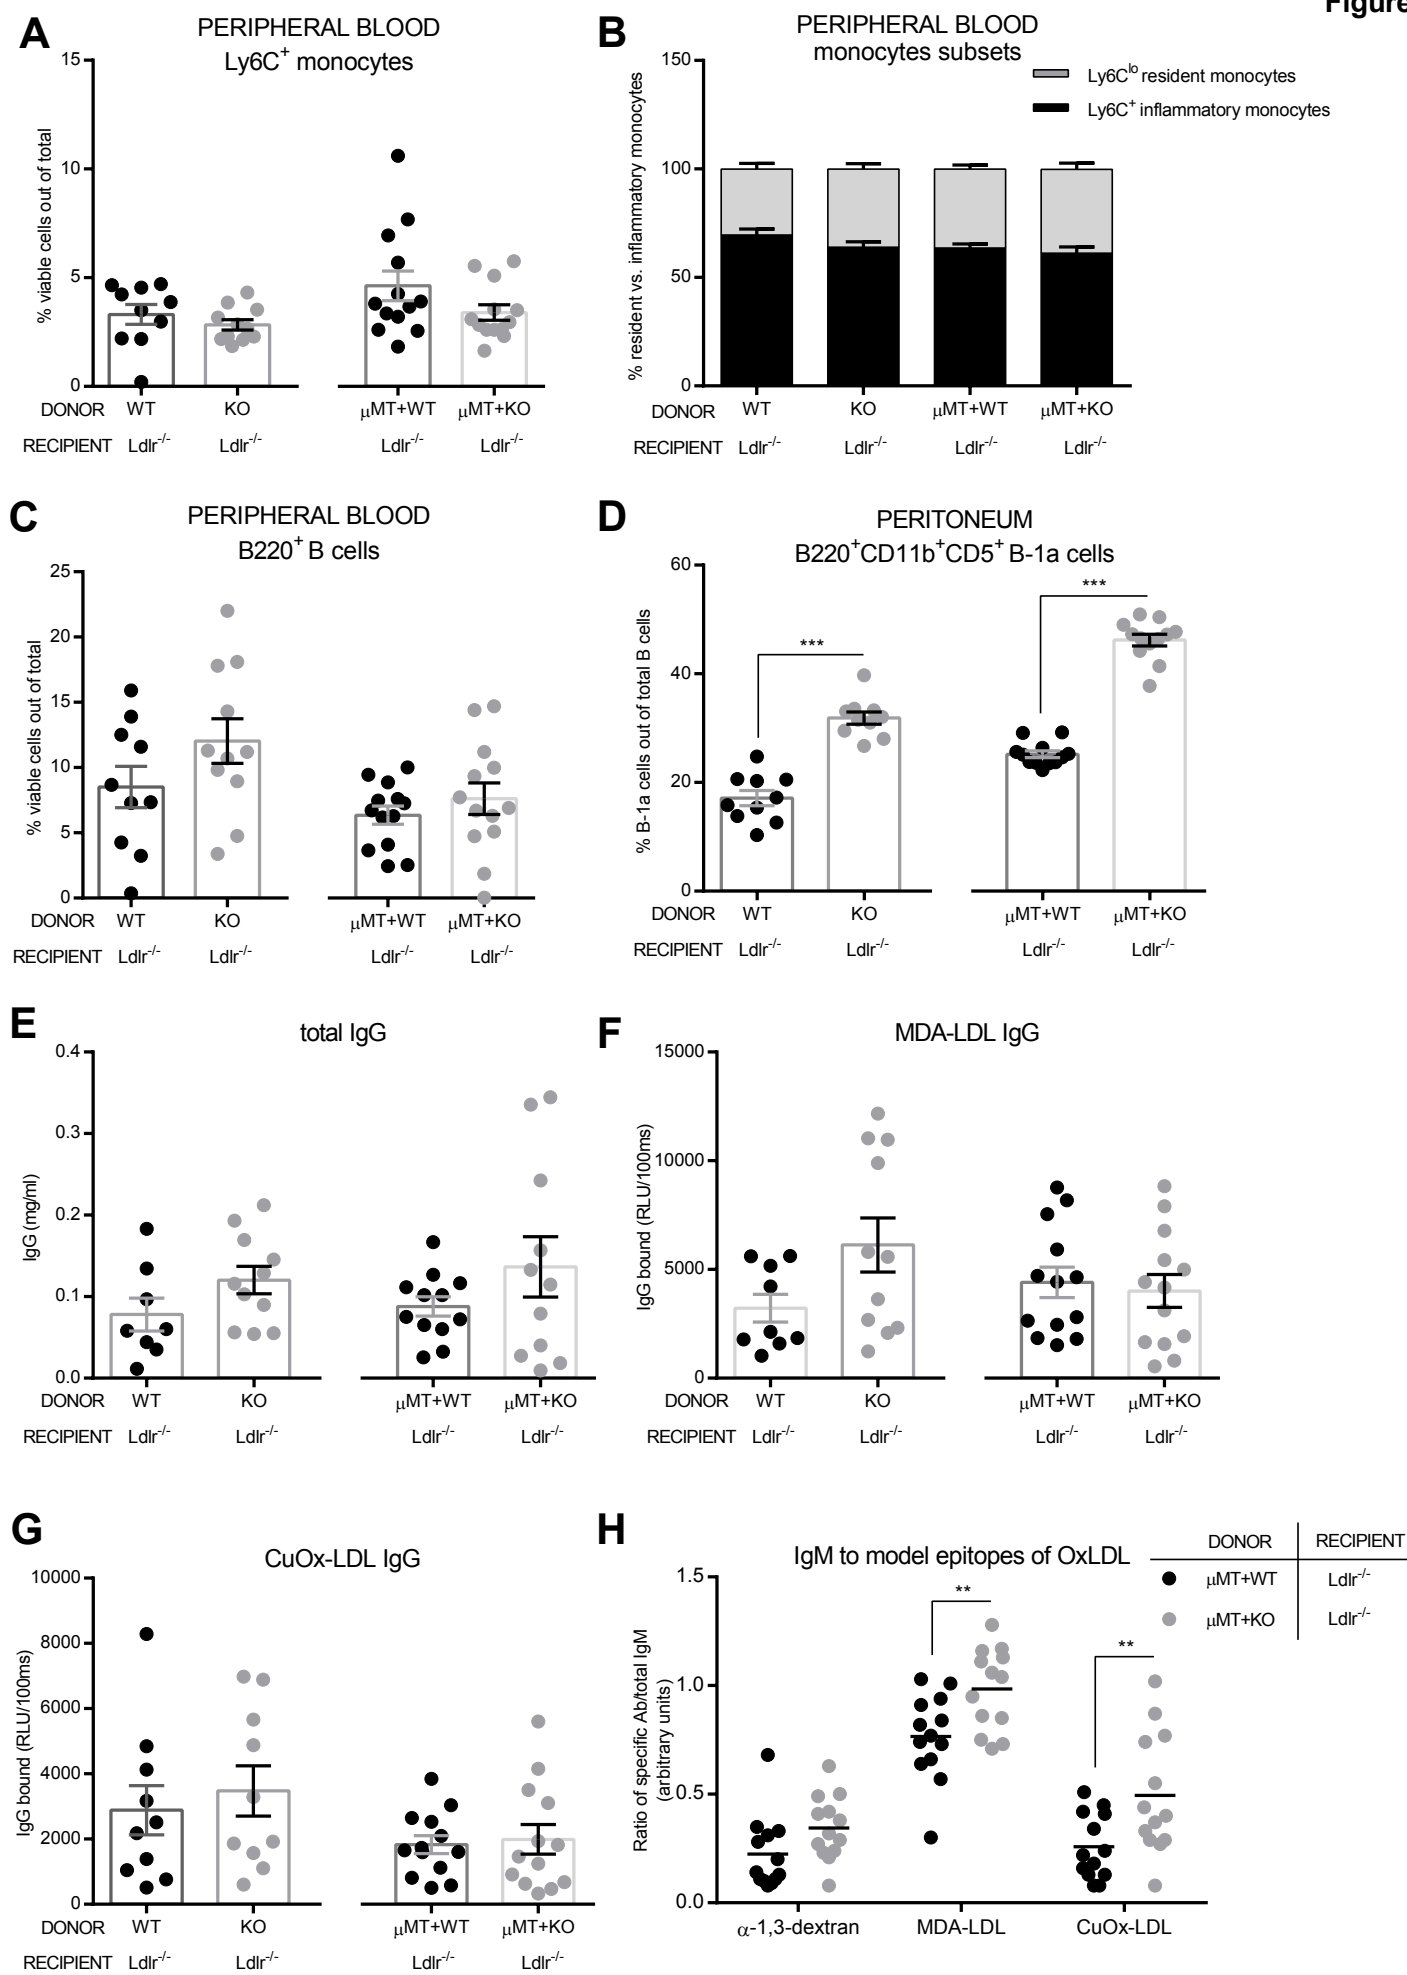 Figure
A
PERIPHERAL BLOOD
Ly6C⁺ monocytes
% viable cells out of total
15
10
5
0
DONOR WT KO μMT+WT μMT+KO
RECIPIENT Ldlr⁻/⁻ Ldlr⁻/⁻ Ldlr⁻/⁻ Ldlr⁻/⁻
B
PERIPHERAL BLOOD
monocytes subsets
Ly6Cˡᵒ resident monocytes
Ly6C⁺ inflammatory monocytes
% resident vs. inflammatory monocytes
150
100
50
0
DONOR WT KO μMT+WT μMT+KO
RECIPIENT Ldlr⁻/⁻ Ldlr⁻/⁻ Ldlr⁻/⁻ Ldlr⁻/⁻
C
PERIPHERAL BLOOD
B220⁺ B cells
% viable cells out of total
25
20
15
10
5
0
DONOR WT KO μMT+WT μMT+KO
RECIPIENT Ldlr⁻/⁻ Ldlr⁻/⁻ Ldlr⁻/⁻ Ldlr⁻/⁻
D
PERITONEUM
B220⁺CD11b⁺CD5⁺ B-1a cells
% B-1a cells out of total B cells
60
40
20
0
***
***
DONOR WT KO μMT+WT μMT+KO
RECIPIENT Ldlr⁻/⁻ Ldlr⁻/⁻ Ldlr⁻/⁻ Ldlr⁻/⁻
E
total IgG
IgG (mg/ml)
0.4
0.3
0.2
0.1
0.0
DONOR WT KO μMT+WT μMT+KO
RECIPIENT Ldlr⁻/⁻ Ldlr⁻/⁻ Ldlr⁻/⁻ Ldlr⁻/⁻
F
MDA-LDL IgG
IgG bound (RLU/100ms)
15000
10000
5000
0
DONOR WT KO μMT+WT μMT+KO
RECIPIENT Ldlr⁻/⁻ Ldlr⁻/⁻ Ldlr⁻/⁻ Ldlr⁻/⁻
G
CuOx-LDL IgG
IgG bound (RLU/100ms)
10000
8000
6000
4000
2000
0
DONOR WT KO μMT+WT μMT+KO
RECIPIENT Ldlr⁻/⁻ Ldlr⁻/⁻ Ldlr⁻/⁻ Ldlr⁻/⁻
H
IgM to model epitopes of OxLDL
DONOR RECIPIENT
μMT+WT Ldlr⁻/⁻
μMT+KO Ldlr⁻/⁻
Ratio of specific Ab/total IgM
(arbitrary units)
1.5
1.0
0.5
0.0
**
**
α-1,3-dextran MDA-LDL CuOx-LDL